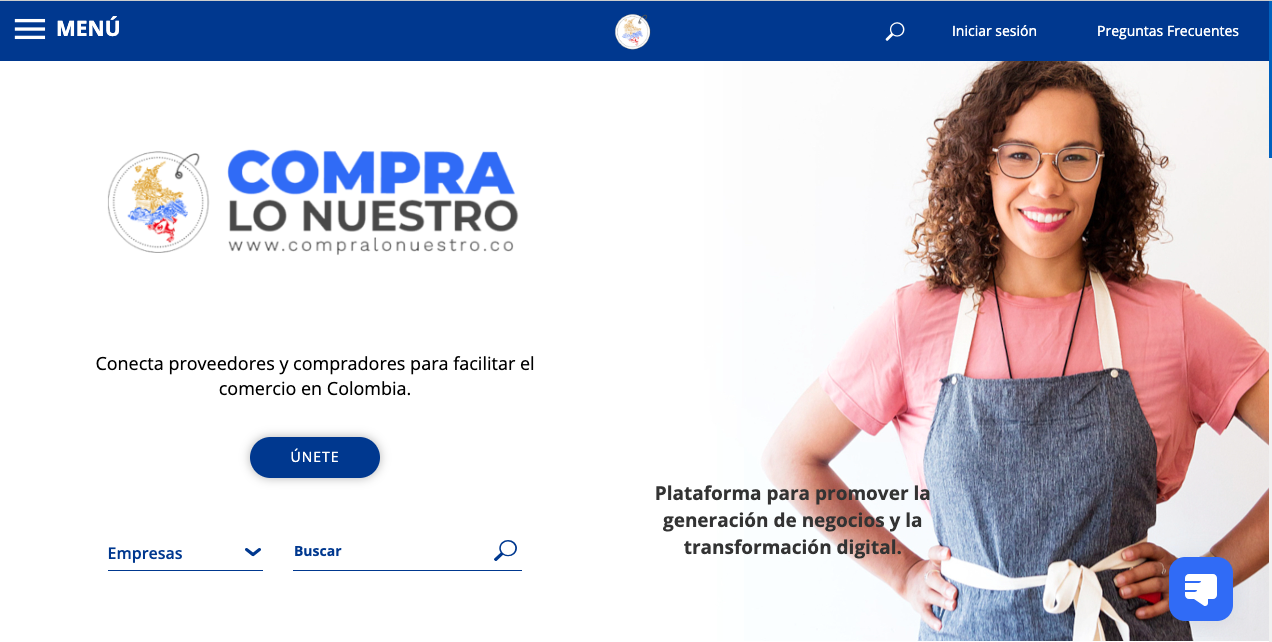 MENÚ
Iniciar sesión
Preguntas Frecuentes
COMPRA
LO NUESTRO
www.compralonuestro.co
Conecta proveedores y compradores para facilitar el
comercio en Colombia.
ÚNETE
Empresas
Buscar
Plataforma para promover la
generación de negocios y la
transformación digital.